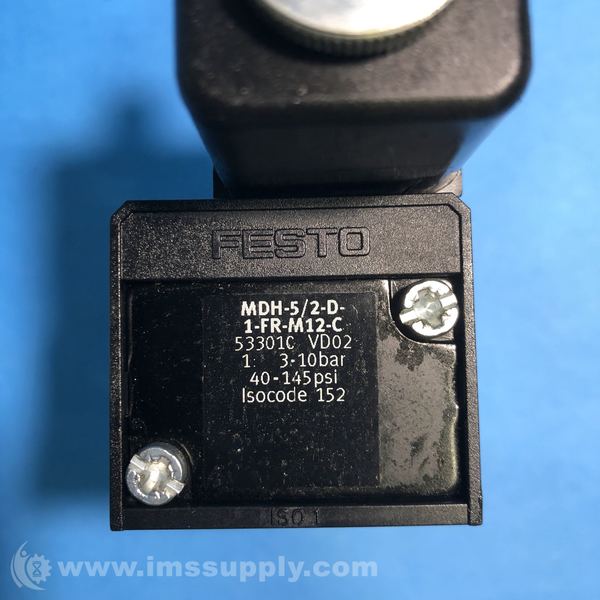 FESTO
MDH-5/2-D-
1-FR-M12-C
533010 VD02
1: 3-10bar
40-145psi
Isocode 152
ISO 1
www.imssupply.com